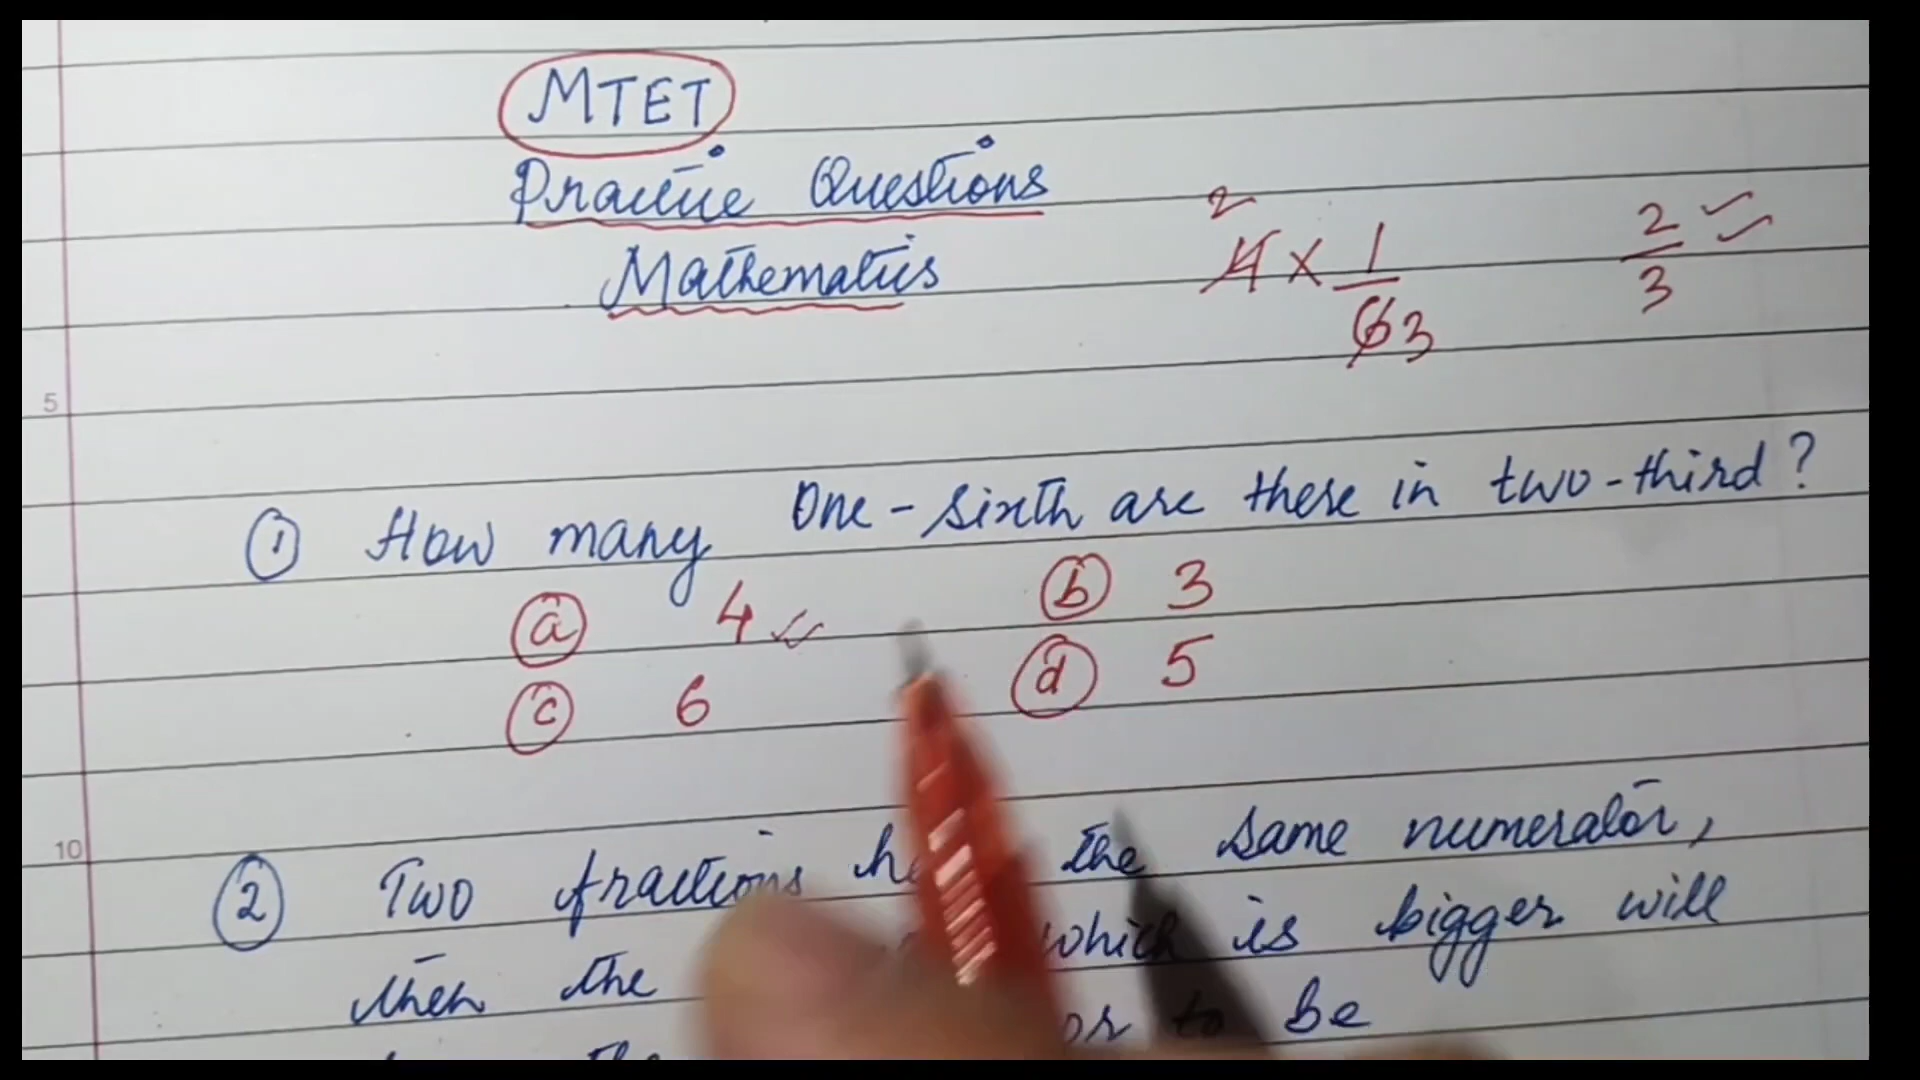 MTET
Practice Questions
Mathematics
2
4 × 1/6 3
2/3
5
① How many One-sixth are there in two-third?
ⓐ 4 ⓑ 3
ⓒ 6 ⓓ 5
10
② Two fractions the same numerator,
then the which is bigger will
to be